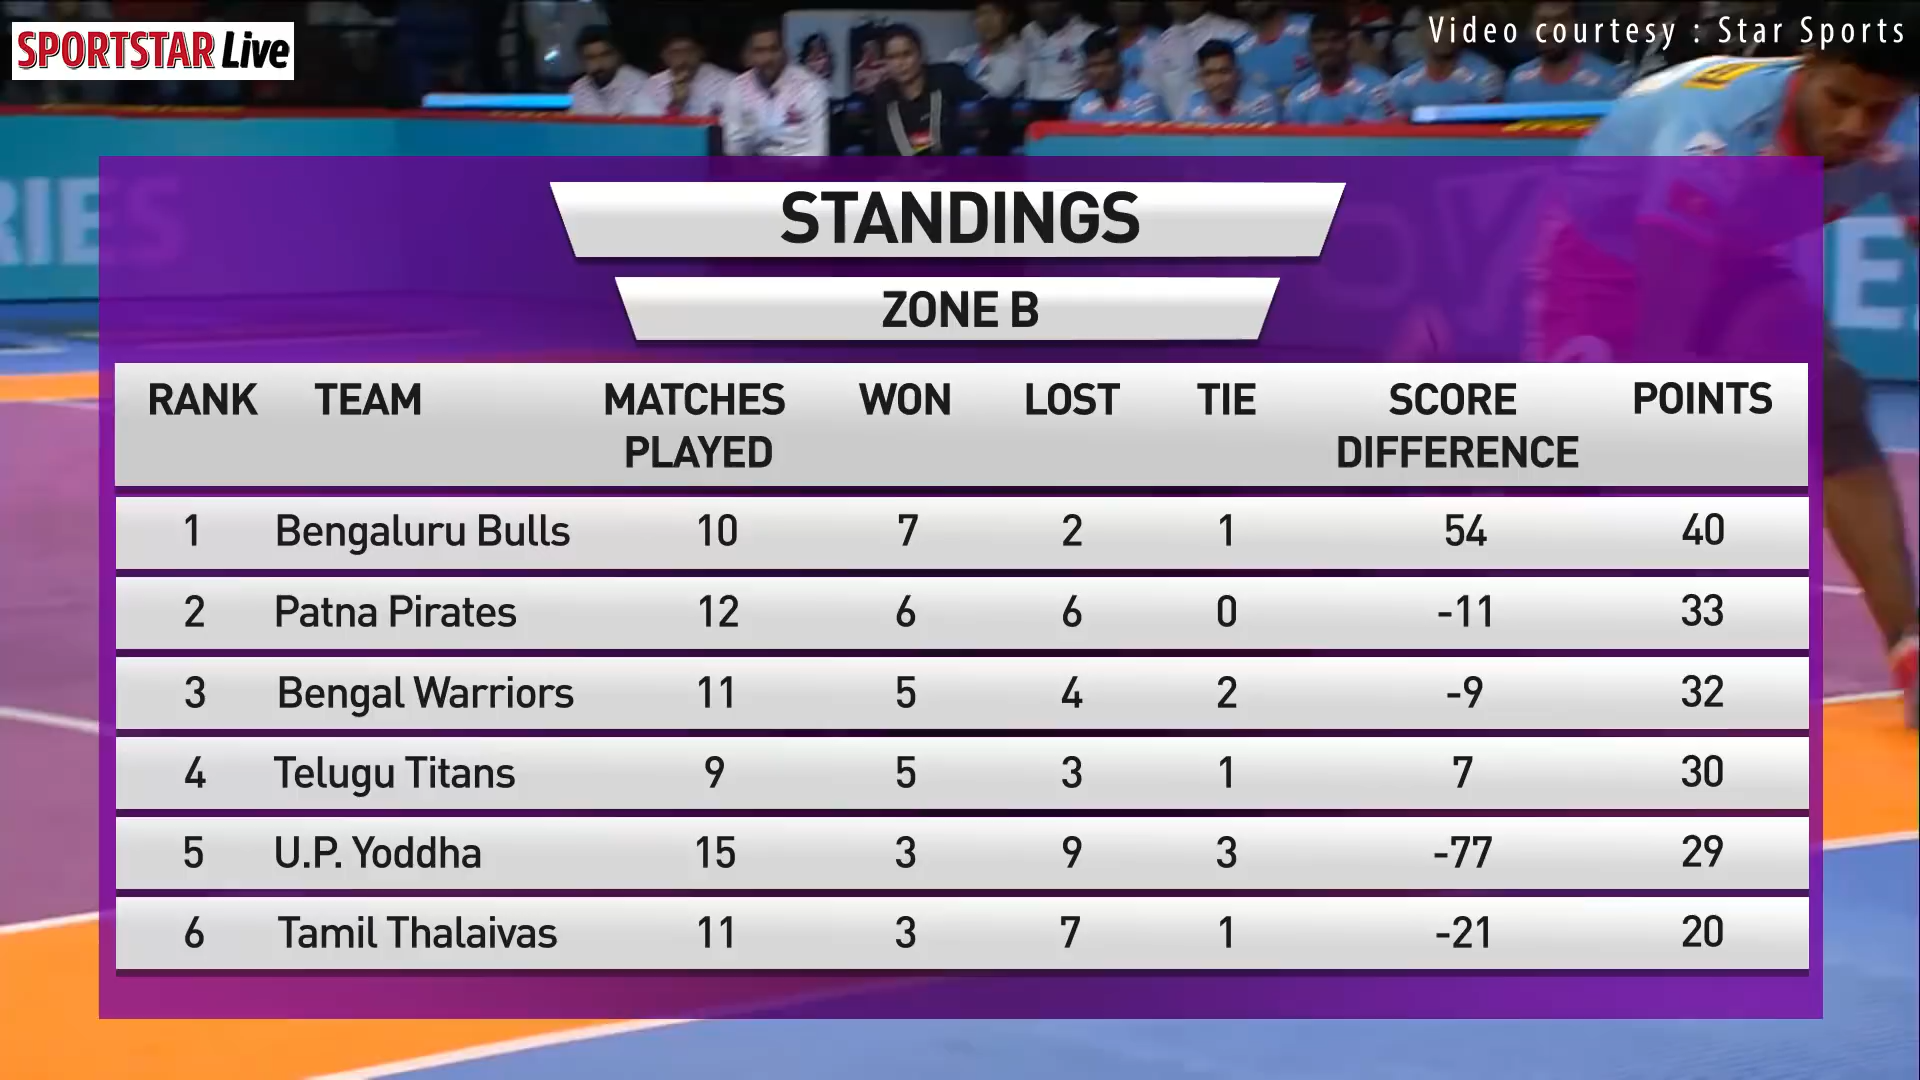 SPORTSTAR Live
Video courtesy : Star Sports
STANDINGS
ZONE B
RANK TEAM MATCHES PLAYED WON LOST TIE SCORE DIFFERENCE POINTS
1 Bengaluru Bulls 10 7 2 1 54 40
2 Patna Pirates 12 6 6 0 -11 33
3 Bengal Warriors 11 5 4 2 -9 32
4 Telugu Titans 9 5 3 1 7 30
5 U.P. Yoddha 15 3 9 3 -77 29
6 Tamil Thalaivas 11 3 7 1 -21 20